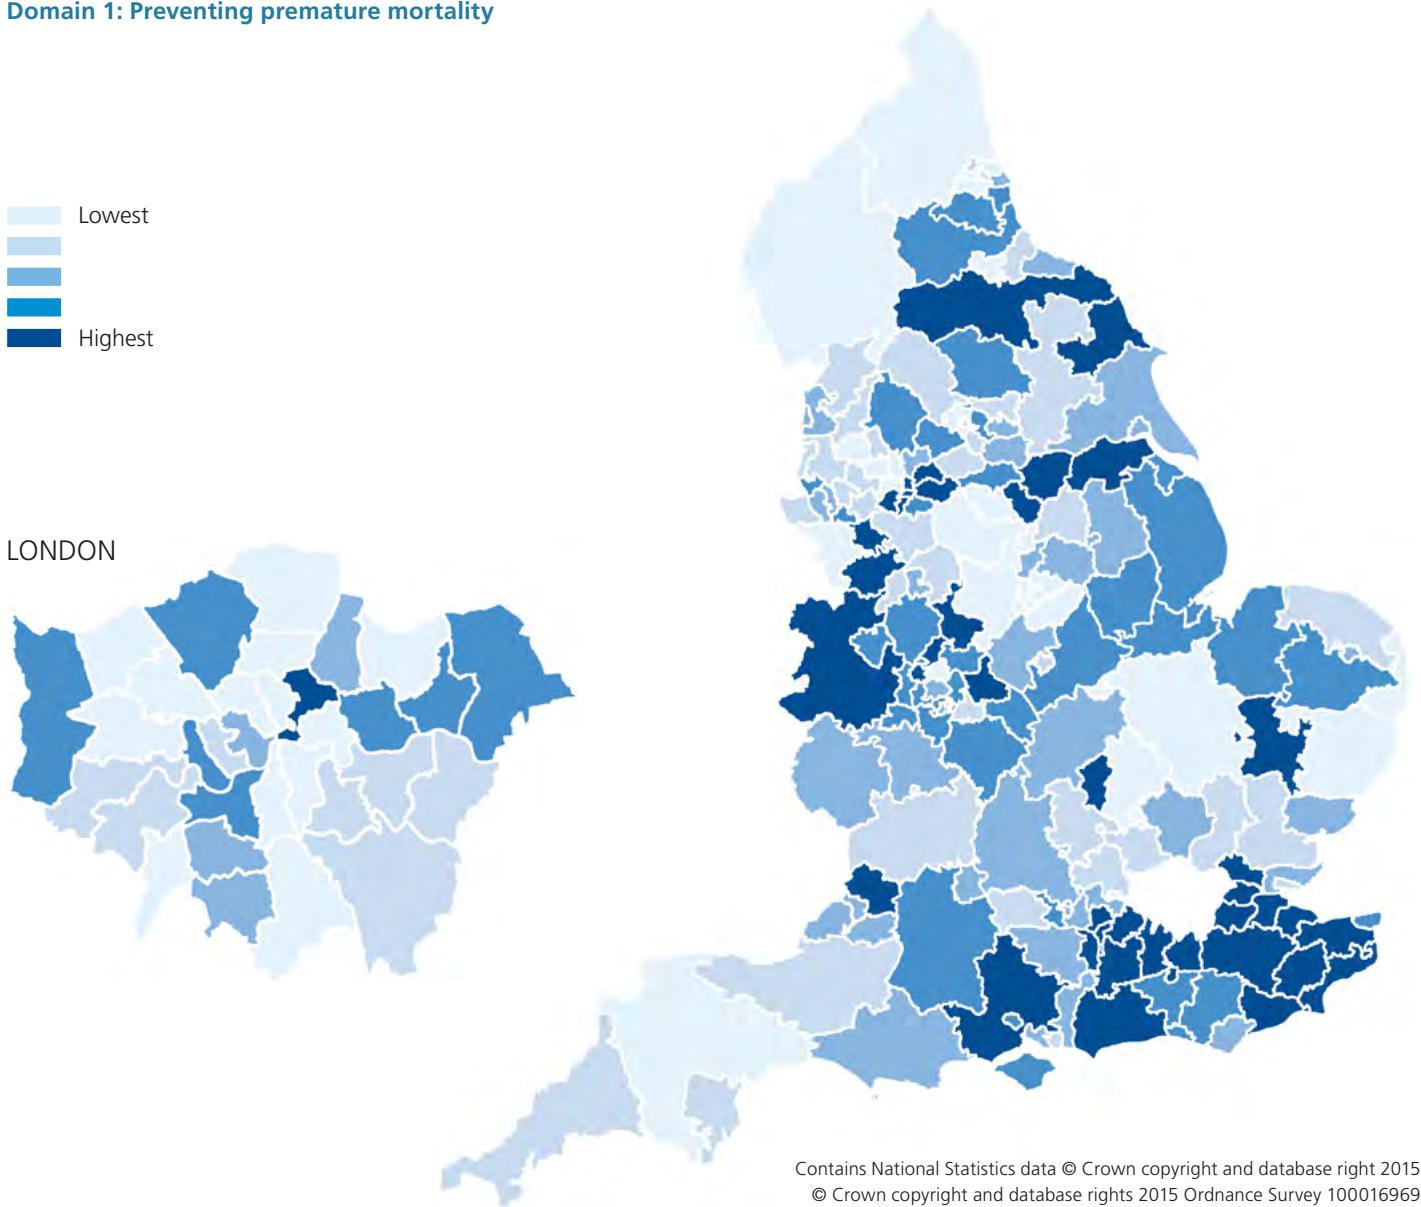 Domain 1: Preventing premature mortality
Lowest
Highest
LONDON
Contains National Statistics data © Crown copyright and database right 2015
© Crown copyright and database rights 2015 Ordnance Survey 100016969